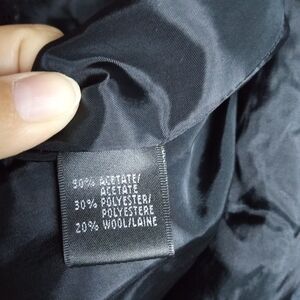 50% ACETATE/
ACETATE
30% POLYESTER/
POLYESTERE
20% WOOL/LAINE